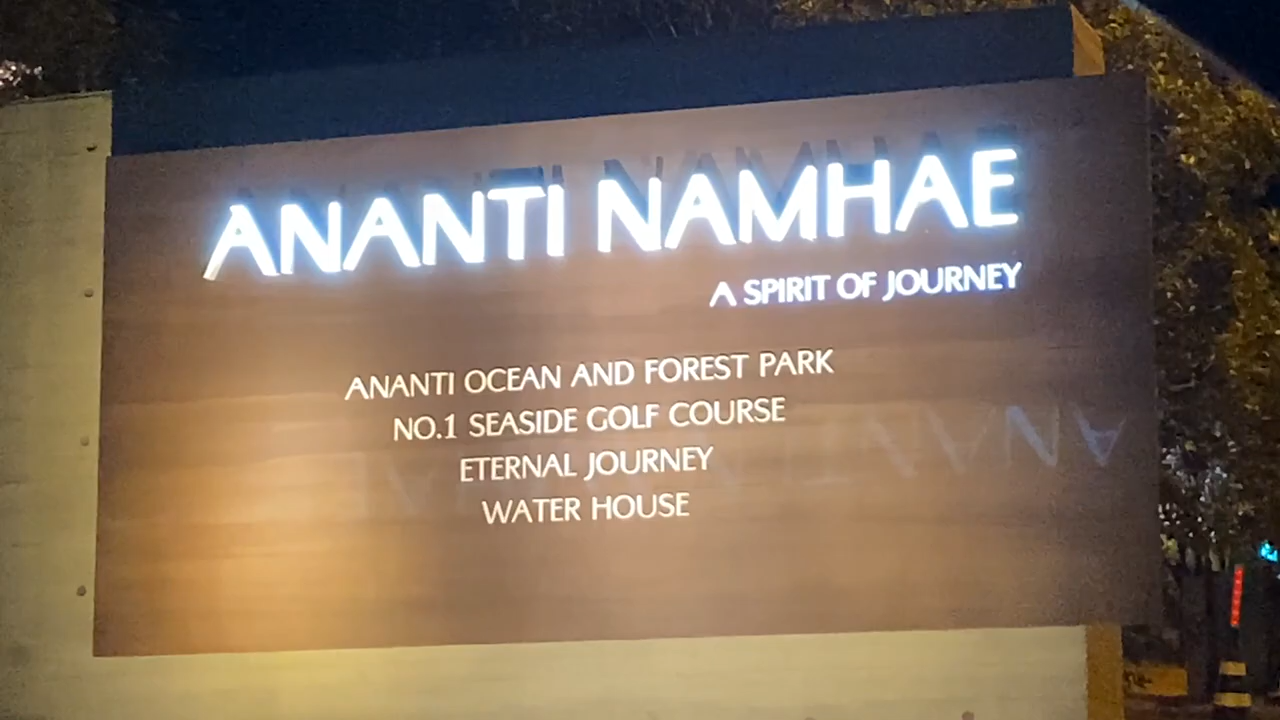 ANANTI NAMHAE
A SPIRIT OF JOURNEY
ANANTI OCEAN AND FOREST PARK
NO.1 SEASIDE GOLF COURSE
ETERNAL JOURNEY
WATER HOUSE